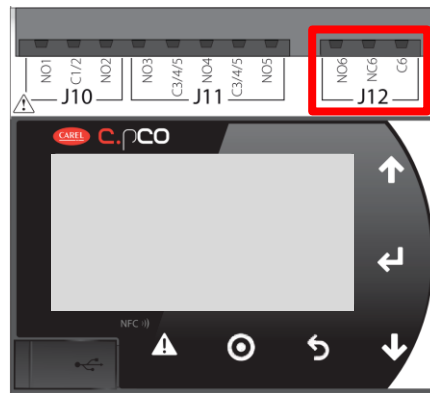 NO1 C1/2 NO2 NO3 C3/4/5 NO4 C3/4/5 NO5 NO6 NC6 C6
J10 J11 J12
CAREL c.pCO
NFC